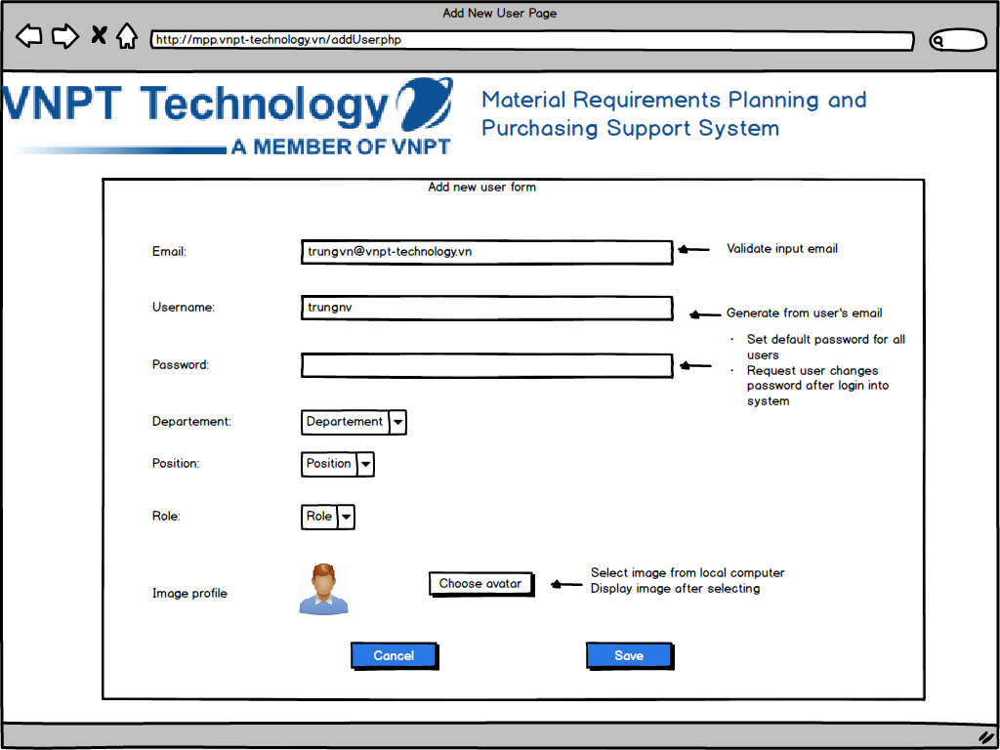 Add New User Page
http://mpp.vnpt-technology.vn/addUser.php
VNPT Technology
A MEMBER OF VNPT
Material Requirements Planning and
Purchasing Support System
Add new user form
Email:
trungvn@vnpt-technology.vn
Validate input email
Username:
trungnv
Generate from user's email
Password:
· Set default password for all
users
· Request user changes
password after login into
system
Departement:
Departement
Position:
Position
Role:
Role
Image profile
Choose avatar
Select image from local computer
Display image after selecting
Cancel
Save